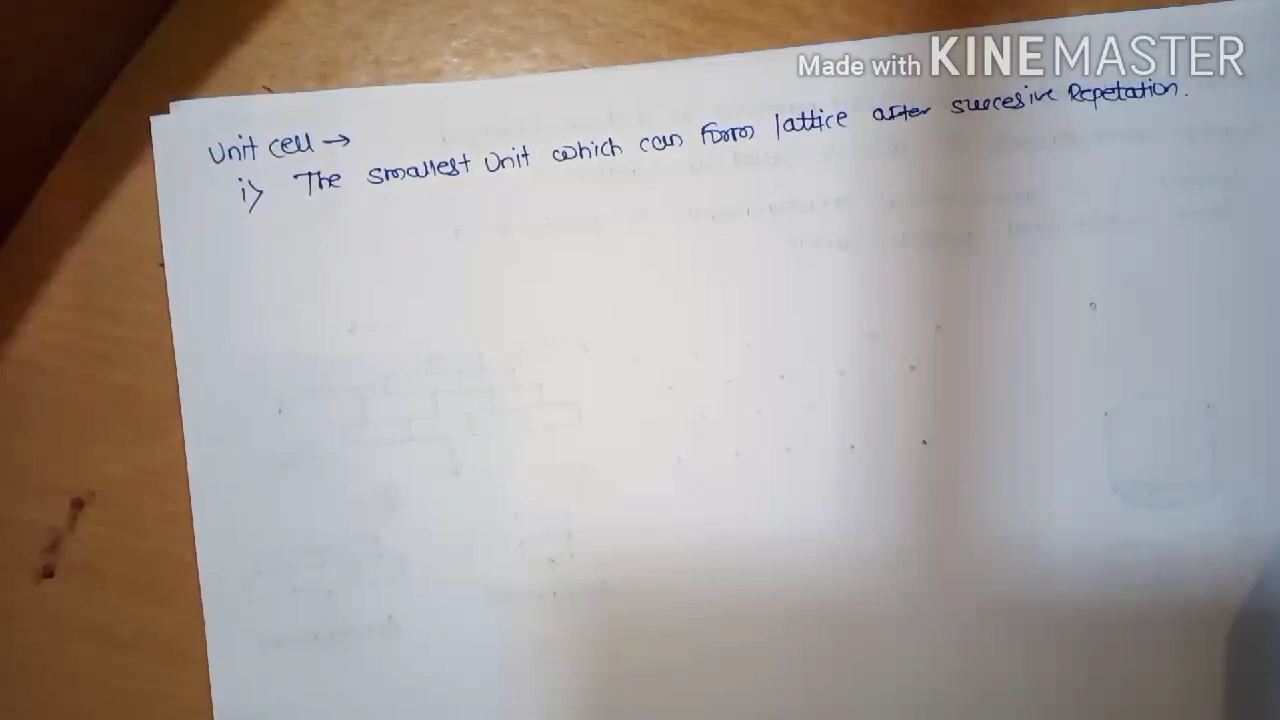 Made with KINEMASTER
Unit cell →
i> The smallest Unit which can form lattice after succesive Repetation.